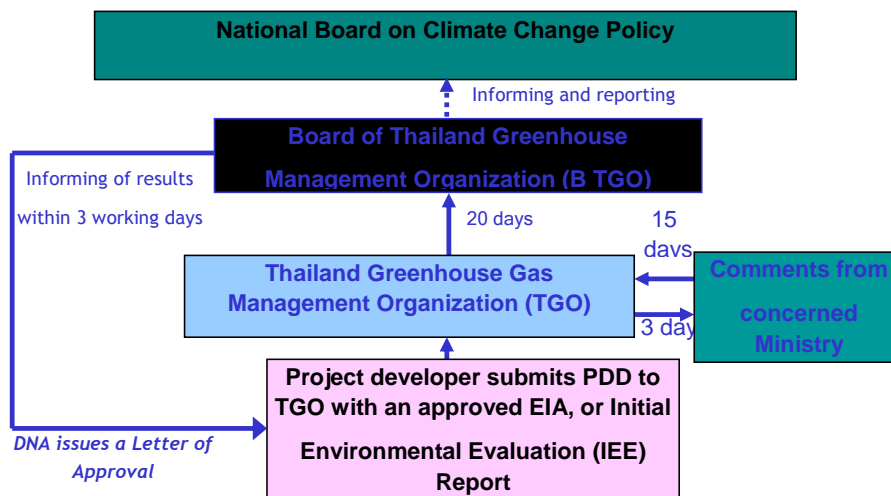 National Board on Climate Change Policy
Informing and reporting
Board of Thailand Greenhouse
Management Organization (B TGO)
Informing of results
within 3 working days
20 days
15
days
Thailand Greenhouse Gas
Management Organization (TGO)
Comments from
concerned
Ministry
3 day
Project developer submits PDD to
TGO with an approved EIA, or Initial
Environmental Evaluation (IEE)
Report
DNA issues a Letter of
Approval